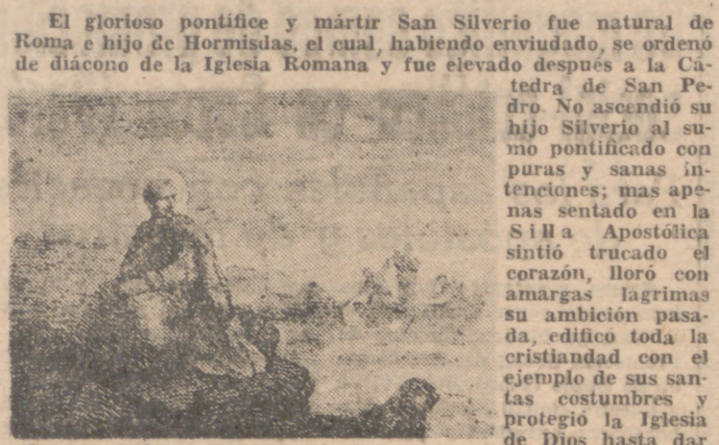 El glorioso pontífice y mártir San Silverio fue natural de
Roma e hijo de Hormisdas, el cual, habiendo enviudado, se ordenó
de diácono de la Iglesia Romana y fue elevado después a la Cá-
tedra de San Pe-
dro. No ascendió su
hijo Silverio al su-
mo pontificado con
puras y sanas in-
tenciones; mas ape-
nas sentado en la
Silla Apostólica
sintió trucado el
corazón, lloró con
amargas lagrimas
su ambición pasa-
da, edifico toda la
cristiandad con el
ejemplo de sus san-
tas costumbres y
protegió la Iglesia
de Dios hasta dar